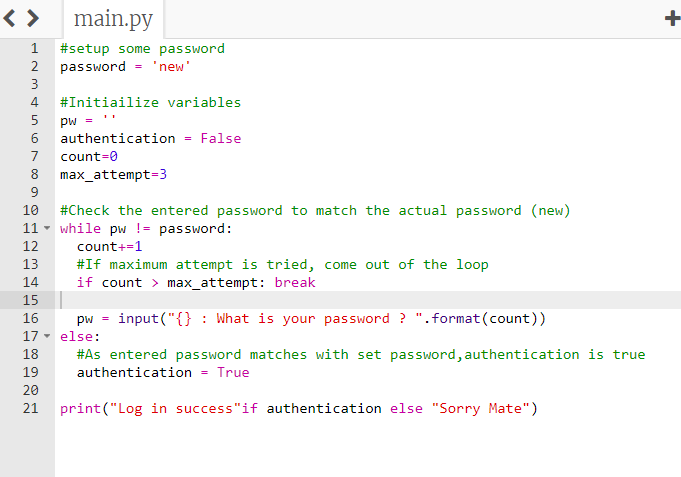 main.py
1 #setup some password
2 password = 'new'
3
4 #Initiailize variables
5 pw = ''
6 authentication = False
7 count=0
8 max_attempt=3
9
10 #Check the entered password to match the actual password (new)
11 while pw != password:
12   count+=1
13   #If maximum attempt is tried, come out of the loop
14   if count > max_attempt: break
15
16   pw = input("{} : What is your password ? ".format(count))
17 else:
18   #As entered password matches with set password,authentication is true
19   authentication = True
20
21 print("Log in success"if authentication else "Sorry Mate")